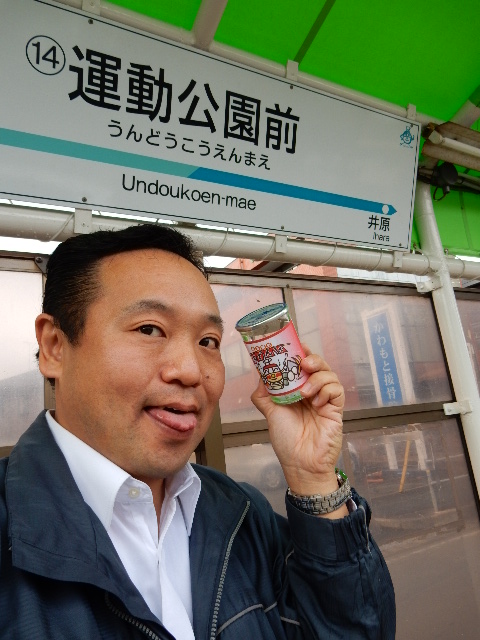 14
運動公園前
うんどうこうえんまえ
Undoukoen-mae
井原
Ihara
かわもと接骨